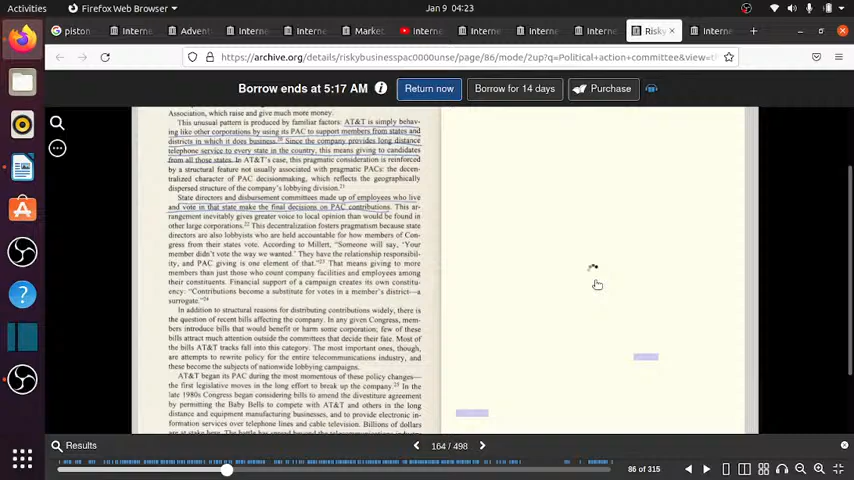 Activities
Firefox Web Browser
Jan 9 04:23
piston
Intern
Advent
Intern
Intern
Market
Intern
Intern
Intern
Intern
Risky
Intern
https://archive.org/details/riskybusinesspac0000unse/page/86/mode/2up?q=Political+action+committee&view=t
Borrow ends at 5:17 AM
Return now
Borrow for 14 days
Purchase
Association, which raise and give much more money.
This unusual pattern is produced by familiar factors: AT&T is simply behav-
ing like other corporations by using its PAC to support members from states and
districts in which it does business.20 Since the company provides long distance
telephone service to every state in the country, this means giving to candidates
from all those states. In AT&T's case, this pragmatic consideration is reinforced
by a structural feature not usually associated with pragmatic PACs: the decen-
tralized character of PAC decisionmaking, which reflects the geographically
dispersed structure of the company's lobbying division.21
State directors and disbursement committees made up of employees who live
and vote in that state make the final decisions on PAC contributions. This ar-
rangement inevitably gives greater voice to local opinion than would be found in
other large corporations.22 This decentralization fosters pragmatism because state
directors are also lobbyists who are held accountable for how members of Con-
gress from their states vote. According to Millert, "Someone will say, 'Your
member didn't vote the way we wanted.' They have the relationship responsibil-
ity, and PAC giving is one element of that."23 That means giving to more
members than just those who count company facilities and employees among
their constituents. Financial support of a campaign creates its own constitu-
ency: "Contributions become a substitute for votes in a member's district—a
surrogate."24
In addition to structural reasons for distributing contributions widely, there is
the question of recent bills affecting the company. In any given Congress, mem-
bers introduce bills that would benefit or harm some corporation; few of these
bills attract much attention outside the committees that decide their fate. Most of
the bills AT&T tracks fall into this category. The most important ones, though,
are attempts to rewrite policy for the entire telecommunications industry, and
these become the subjects of nationwide lobbying campaigns.
AT&T began its PAC during the most momentous of these policy changes—
the first legislative moves in the long effort to break up the company.25 In the
late 1980s Congress began considering bills to amend the divestiture agreement
by permitting the Baby Bells to compete with AT&T and others in the long
distance and equipment manufacturing businesses, and to provide electronic in-
formation services over telephone lines and cable television. Billions of dollars
Results
164 / 498
86 of 315